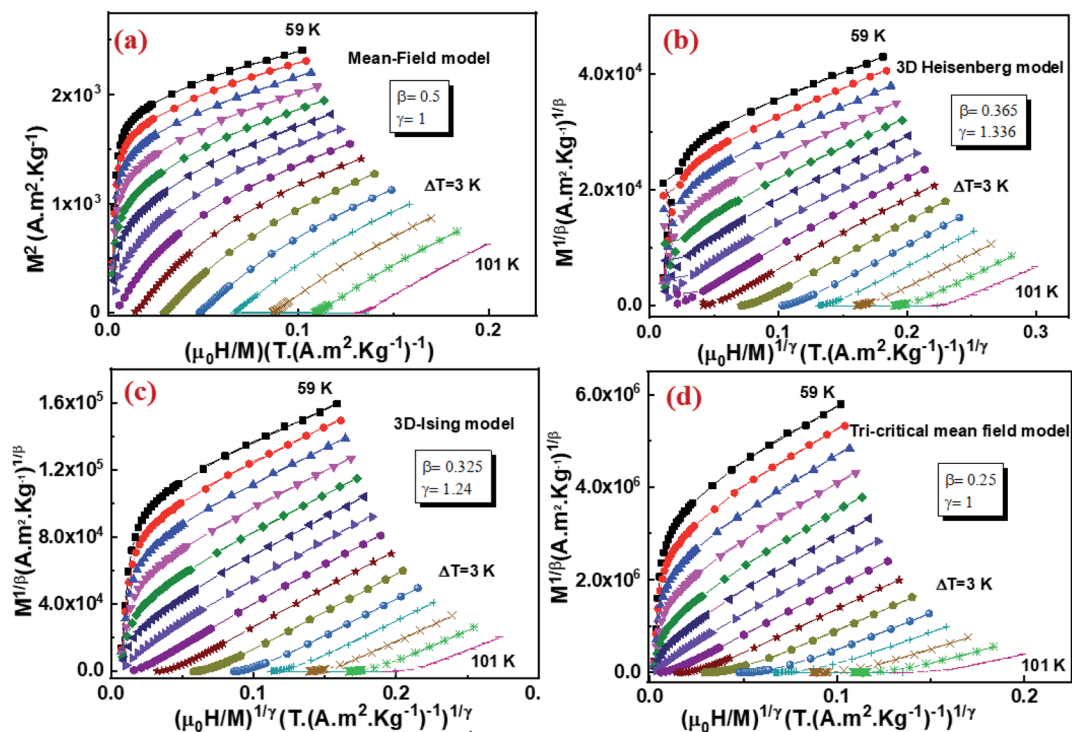 (a)
59 K
Mean-Field model
β= 0.5
γ= 1
2x10³
1x10³
0
M² (A.m².Kg⁻¹)
ΔT=3 K
101 K
0.0
0.1
0.2
(μ₀H/M)(T.(A.m².Kg⁻¹)⁻¹)
(b)
59 K
3D Heisenberg model
β= 0.365
γ= 1.336
4.0x10⁴
2.0x10⁴
0.0
M^1/β(A.m².Kg⁻¹)^1/β
ΔT=3 K
101 K
0.0
0.1
0.2
0.3
(μ₀H/M)^1/γ(T.(A.m².Kg⁻¹)⁻¹)^1/γ
(c)
59 K
3D-Ising model
β= 0.325
γ= 1.24
1.6x10⁵
1.2x10⁵
8.0x10⁴
4.0x10⁴
0.0
M^1/β(A.m².Kg⁻¹)^1/β
ΔT=3 K
101 K
0.0
0.1
0.2
0.
(μ₀H/M)^1/γ(T.(A.m².Kg⁻¹)⁻¹)^1/γ
(d)
59 K
Tri-critical mean field model
β= 0.25
γ= 1
6.0x10⁶
4.0x10⁶
2.0x10⁶
0.0
M^1/β(A.m².Kg⁻¹)^1/β
ΔT=3 K
101 K
0.0
0.1
0.2
(μ₀H/M)^1/γ(T.(A.m².Kg⁻¹)⁻¹)^1/γ